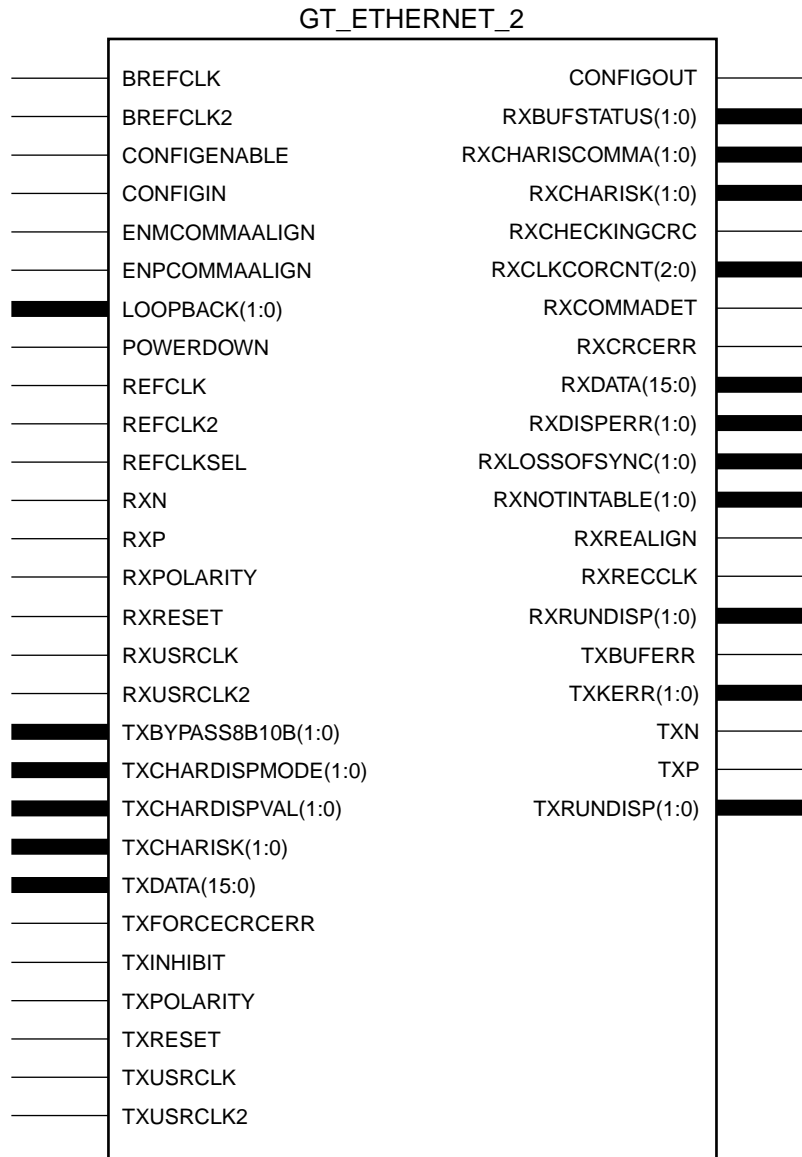 GT_ETHERNET_2
BREFCLK CONFIGOUT
BREFCLK2 RXBUFSTATUS(1:0)
CONFIGENABLE RXCHARISCOMMA(1:0)
CONFIGIN RXCHARISK(1:0)
ENMCOMMAALIGN RXCHECKINGCRC
ENPCOMMAALIGN RXCLKCORCNT(2:0)
LOOPBACK(1:0) RXCOMMADET
POWERDOWN RXCRCERR
REFCLK RXDATA(15:0)
REFCLK2 RXDISPERR(1:0)
REFCLKSEL RXLOSSOFSYNC(1:0)
RXN RXNOTINTABLE(1:0)
RXP RXREALIGN
RXPOLARITY RXRECCLK
RXRESET RXRUNDISP(1:0)
RXUSRCLK TXBUFERR
RXUSRCLK2 TXKERR(1:0)
TXBYPASS8B10B(1:0) TXN
TXCHARDISPMODE(1:0) TXP
TXCHARDISPVAL(1:0) TXRUNDISP(1:0)
TXCHARISK(1:0)
TXDATA(15:0)
TXFORCECRCERR
TXINHIBIT
TXPOLARITY
TXRESET
TXUSRCLK
TXUSRCLK2